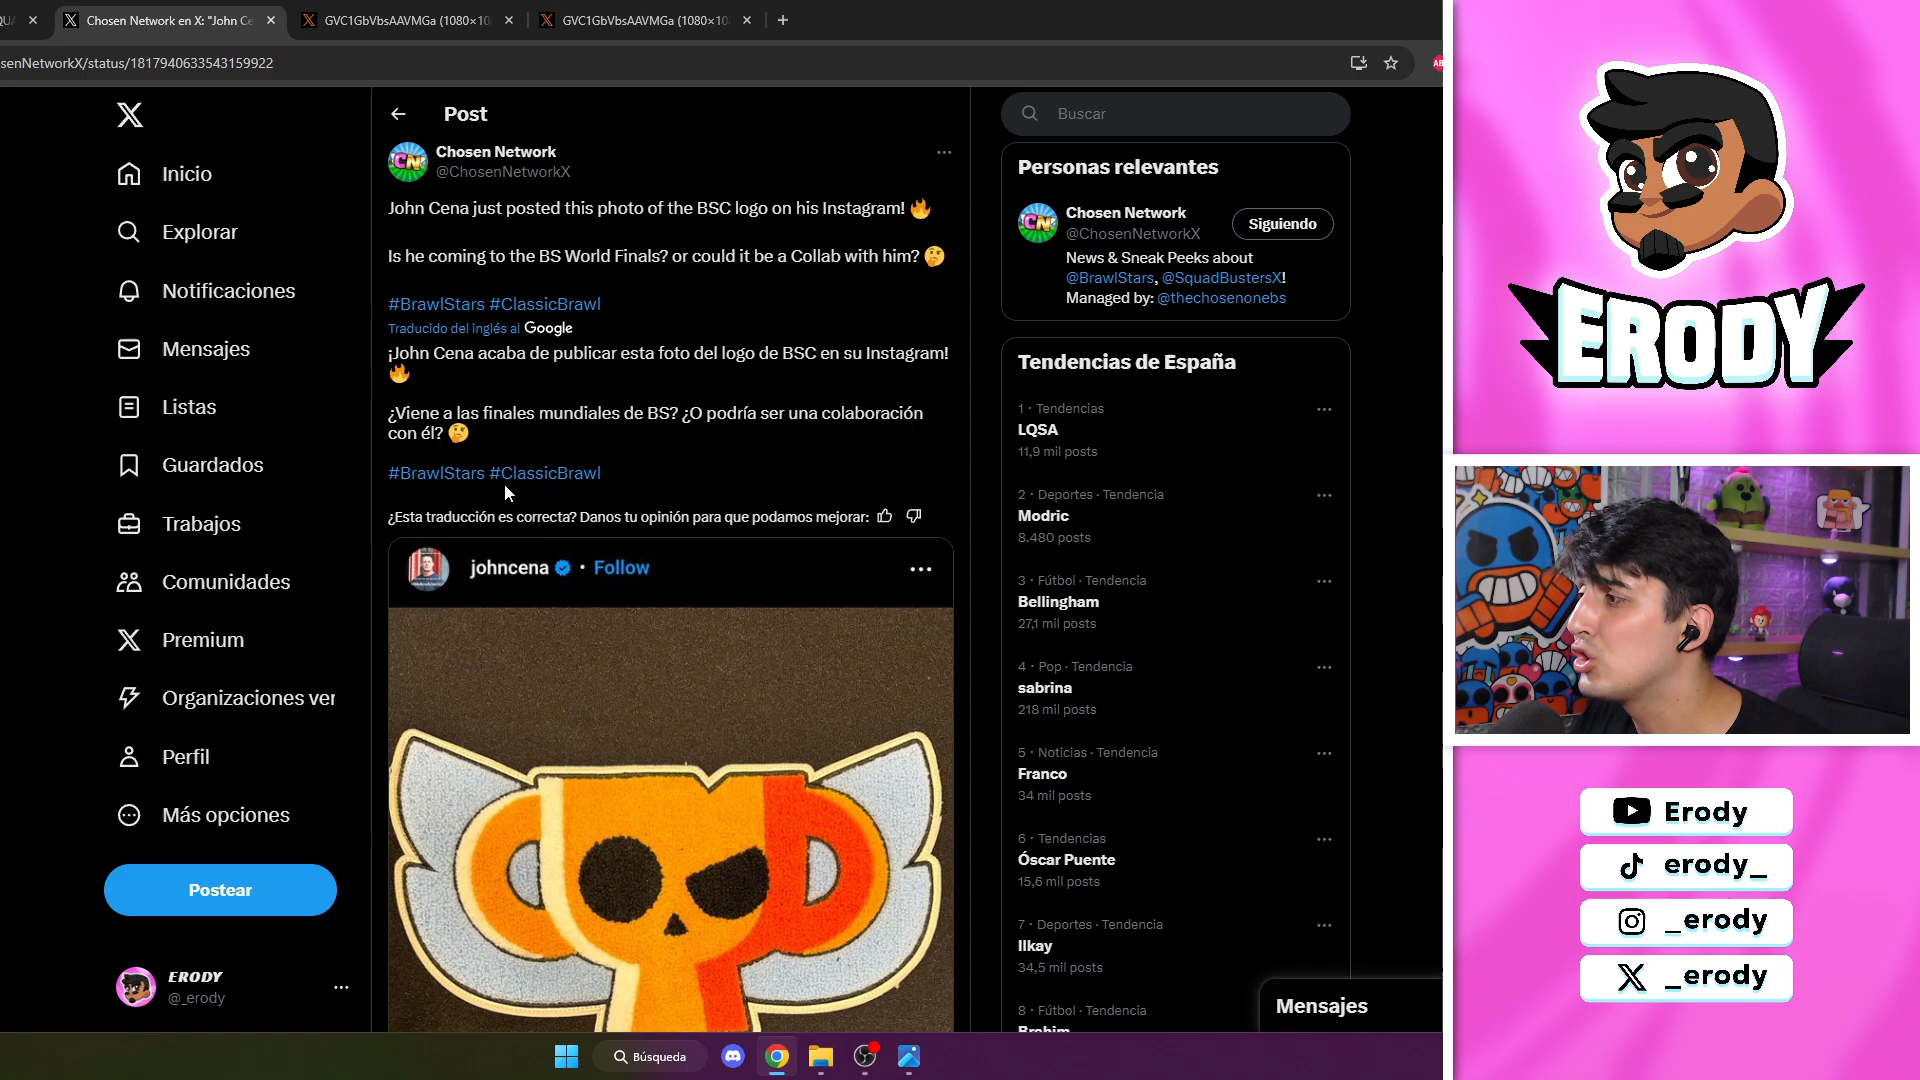 Chosen Network en X: "John Ce
GVC1GbVbsAAVMGa (1080×10
GVC1GbVbsAAVMGa (1080×10
senNetworkX/status/1817940633543159922
Inicio
Explorar
Notificaciones
Mensajes
Listas
Guardados
Trabajos
Comunidades
Premium
Organizaciones ver
Perfil
Más opciones
Postear
ERODY
@_erody
Post
Chosen Network
@ChosenNetworkX
John Cena just posted this photo of the BSC logo on his Instagram! 🔥
Is he coming to the BS World Finals? or could it be a Collab with him? 🤔
#BrawlStars #ClassicBrawl
Traducido del inglés al Google
¡John Cena acaba de publicar esta foto del logo de BSC en su Instagram!
🔥
¿Viene a las finales mundiales de BS? ¿O podría ser una colaboración
con él? 🤔
#BrawlStars #ClassicBrawl
¿Esta traducción es correcta? Danos tu opinión para que podamos mejorar:
johncena • Follow
Buscar
Personas relevantes
Chosen Network
@ChosenNetworkX
Siguiendo
News & Sneak Peeks about
@BrawlStars, @SquadBustersX!
Managed by: @thechosenonebs
Tendencias de España
1 · Tendencias
LQSA
11,9 mil posts
2 · Deportes · Tendencia
Modric
8.480 posts
3 · Fútbol · Tendencia
Bellingham
27,1 mil posts
4 · Pop · Tendencia
sabrina
218 mil posts
5 · Noticias · Tendencia
Franco
34 mil posts
6 · Tendencias
Óscar Puente
15,6 mil posts
7 · Deportes · Tendencia
Ilkay
34,5 mil posts
8 · Fútbol · Tendencia
Brahim
Mensajes
Búsqueda
ERODY
Erody
erody_
_erody
_erody